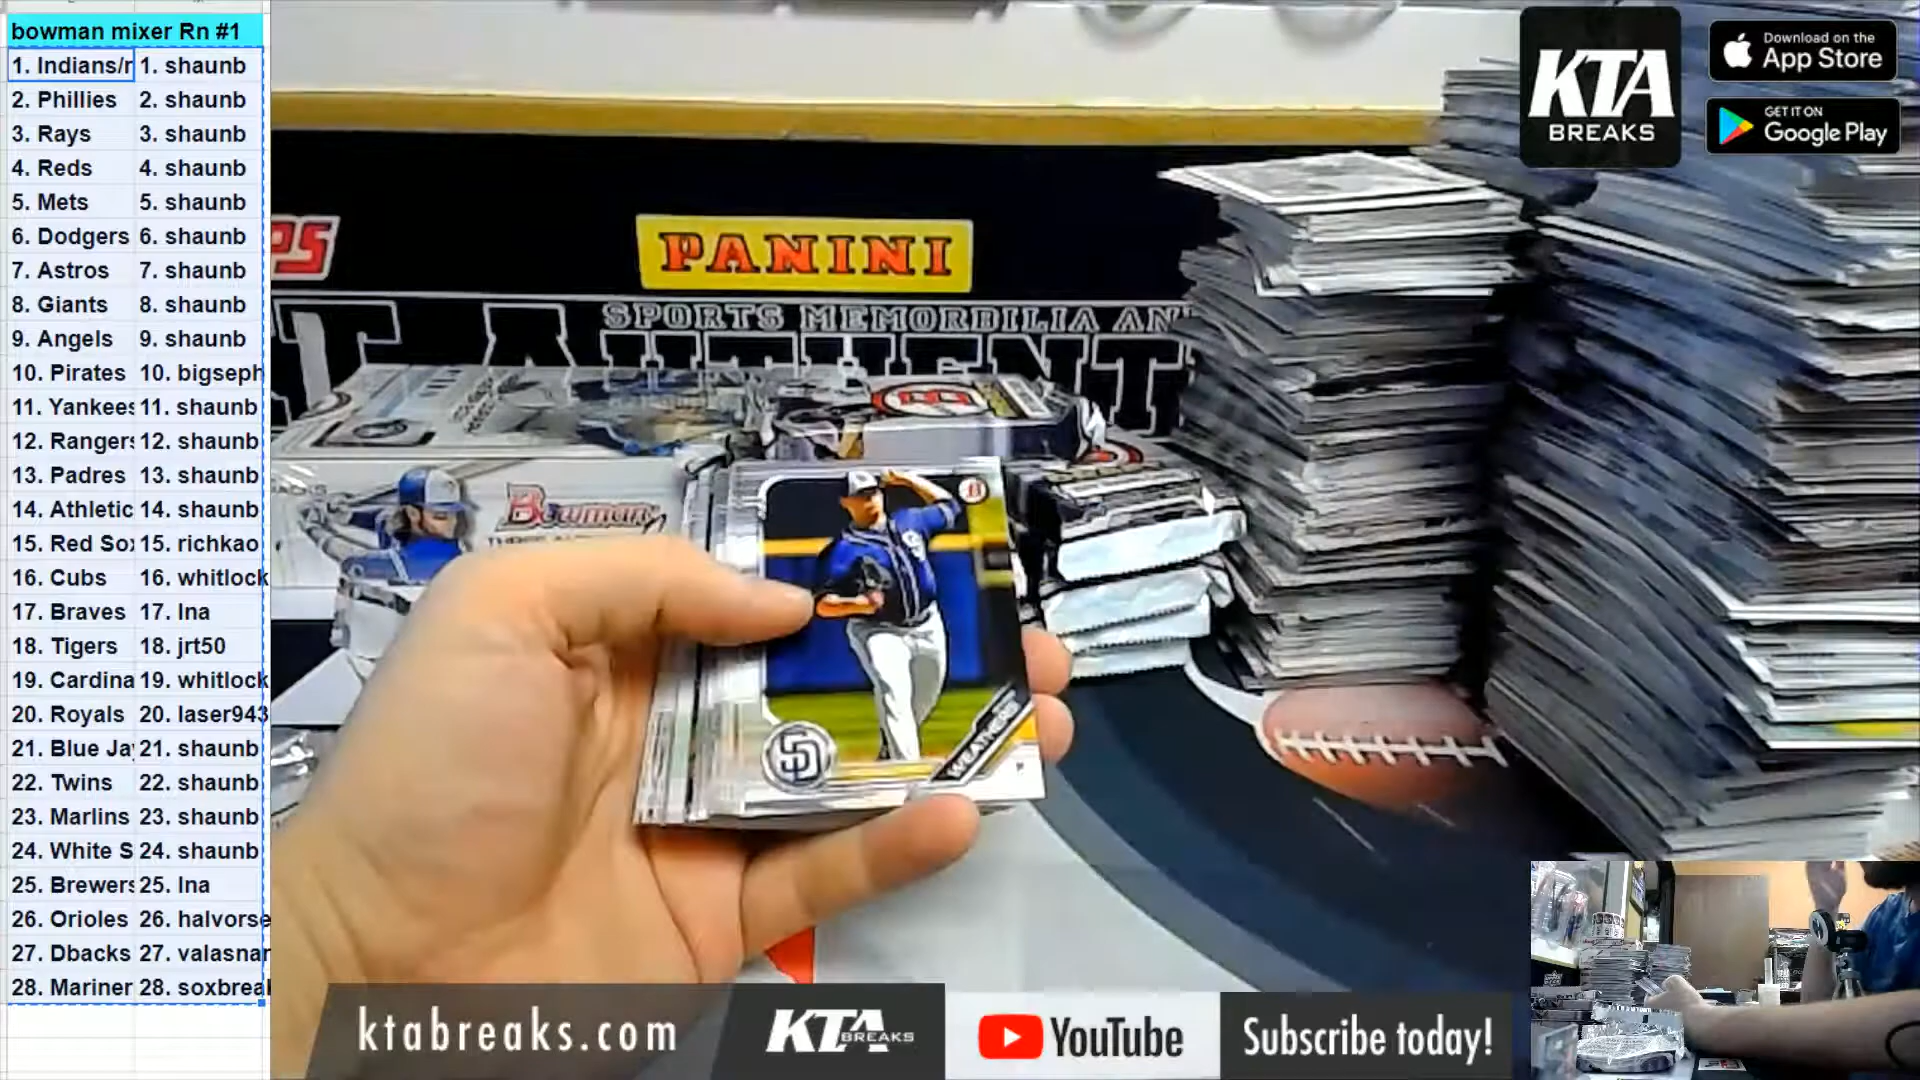 bowman mixer Rn #1
1. Indians/r 1. shaunb
2. Phillies 2. shaunb
3. Rays 3. shaunb
4. Reds 4. shaunb
5. Mets 5. shaunb
6. Dodgers 6. shaunb
7. Astros 7. shaunb
8. Giants 8. shaunb
9. Angels 9. shaunb
10. Pirates 10. bigseph
11. Yankees 11. shaunb
12. Rangers 12. shaunb
13. Padres 13. shaunb
14. Athletic 14. shaunb
15. Red Sox 15. richkao
16. Cubs 16. whitlock
17. Braves 17. lna
18. Tigers 18. jrt50
19. Cardina 19. whitlock
20. Royals 20. laser943
21. Blue Jay 21. shaunb
22. Twins 22. shaunb
23. Marlins 23. shaunb
24. White S 24. shaunb
25. Brewers 25. lna
26. Orioles 26. halvorse
27. Dbacks 27. valasnar
28. Mariner 28. soxbreak
KTA
BREAKS
Download on the
App Store
GET IT ON
Google Play
PS
PANINI
SPORTS MEMORDILIA AN
T AUTHENT
B
Bowman
SD
WEATHERS
P
ktabreaks.com
KTA BREAKS
YouTube
Subscribe today!